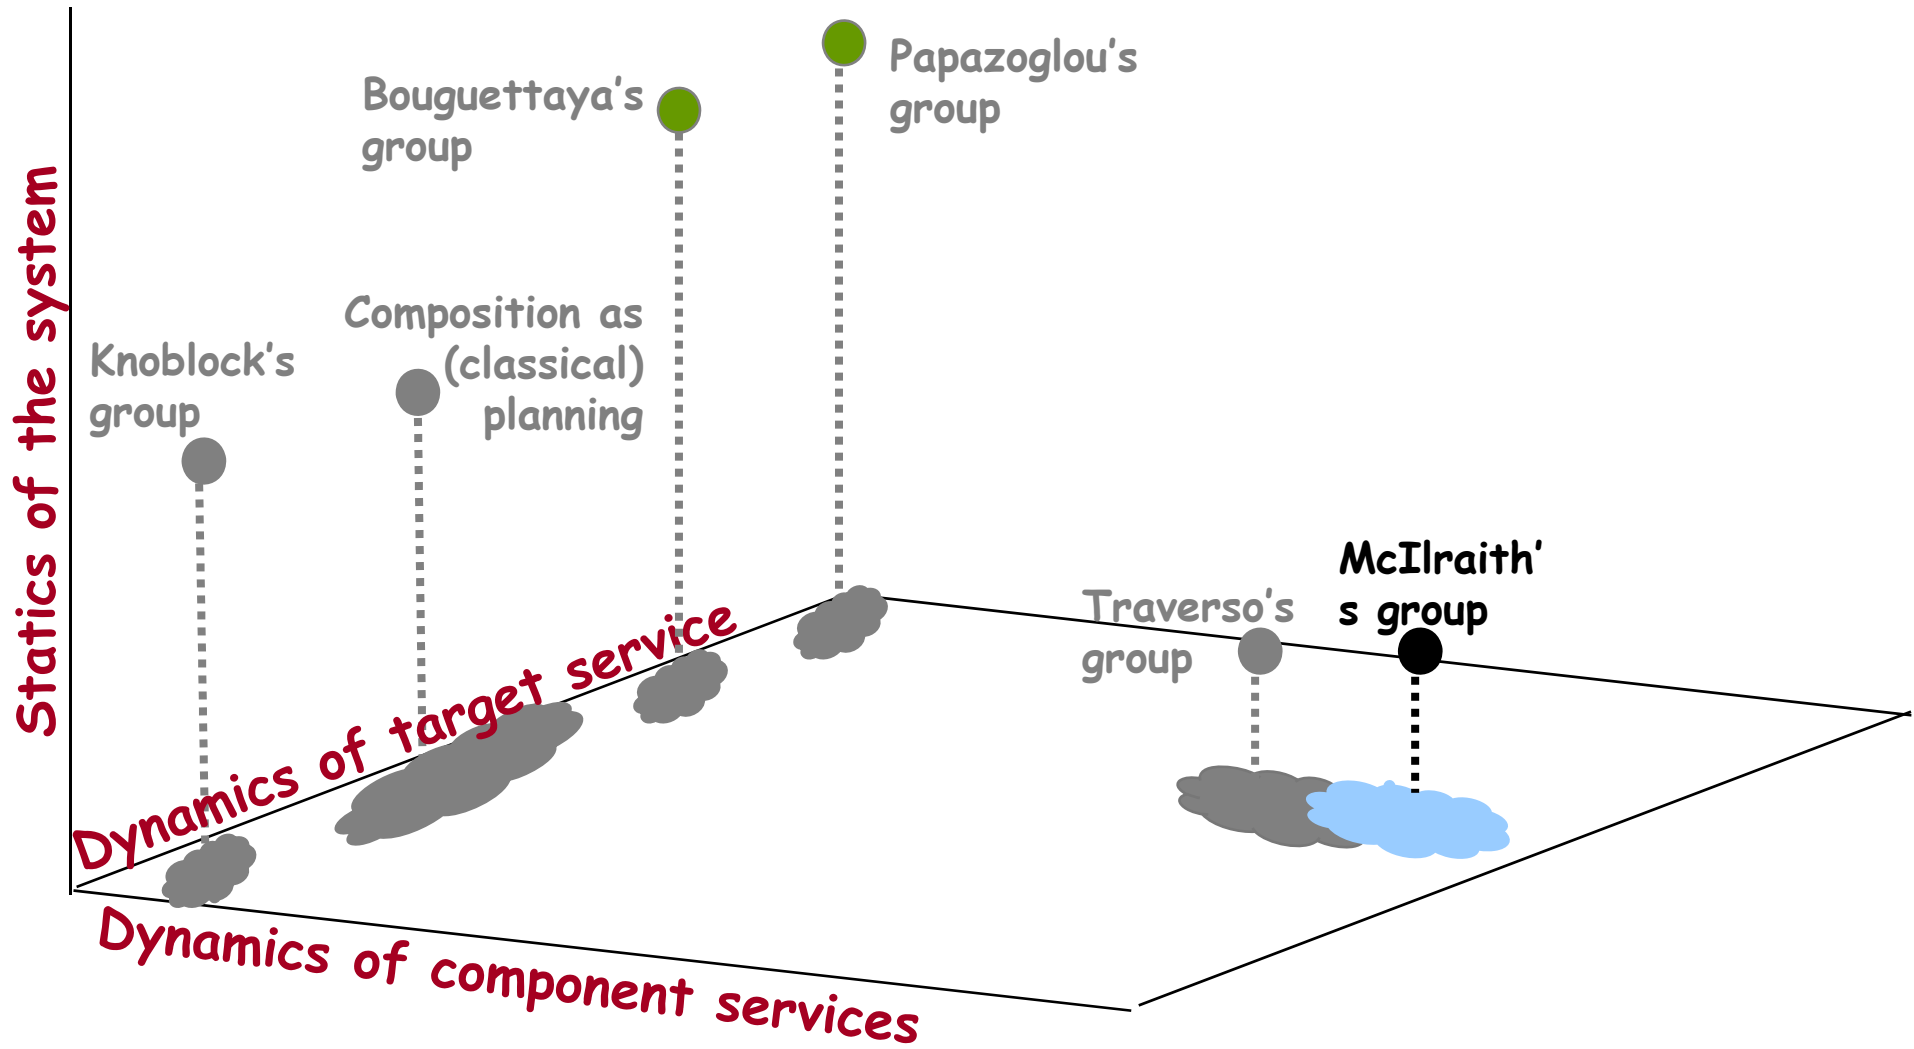 Papazoglou's
group
Bouguettaya's
group
Composition as
(classical)
planning
Knoblock's
group
McIlraith'
s group
Traverso's
group
Statics of the system
Dynamics of target service
Dynamics of component services